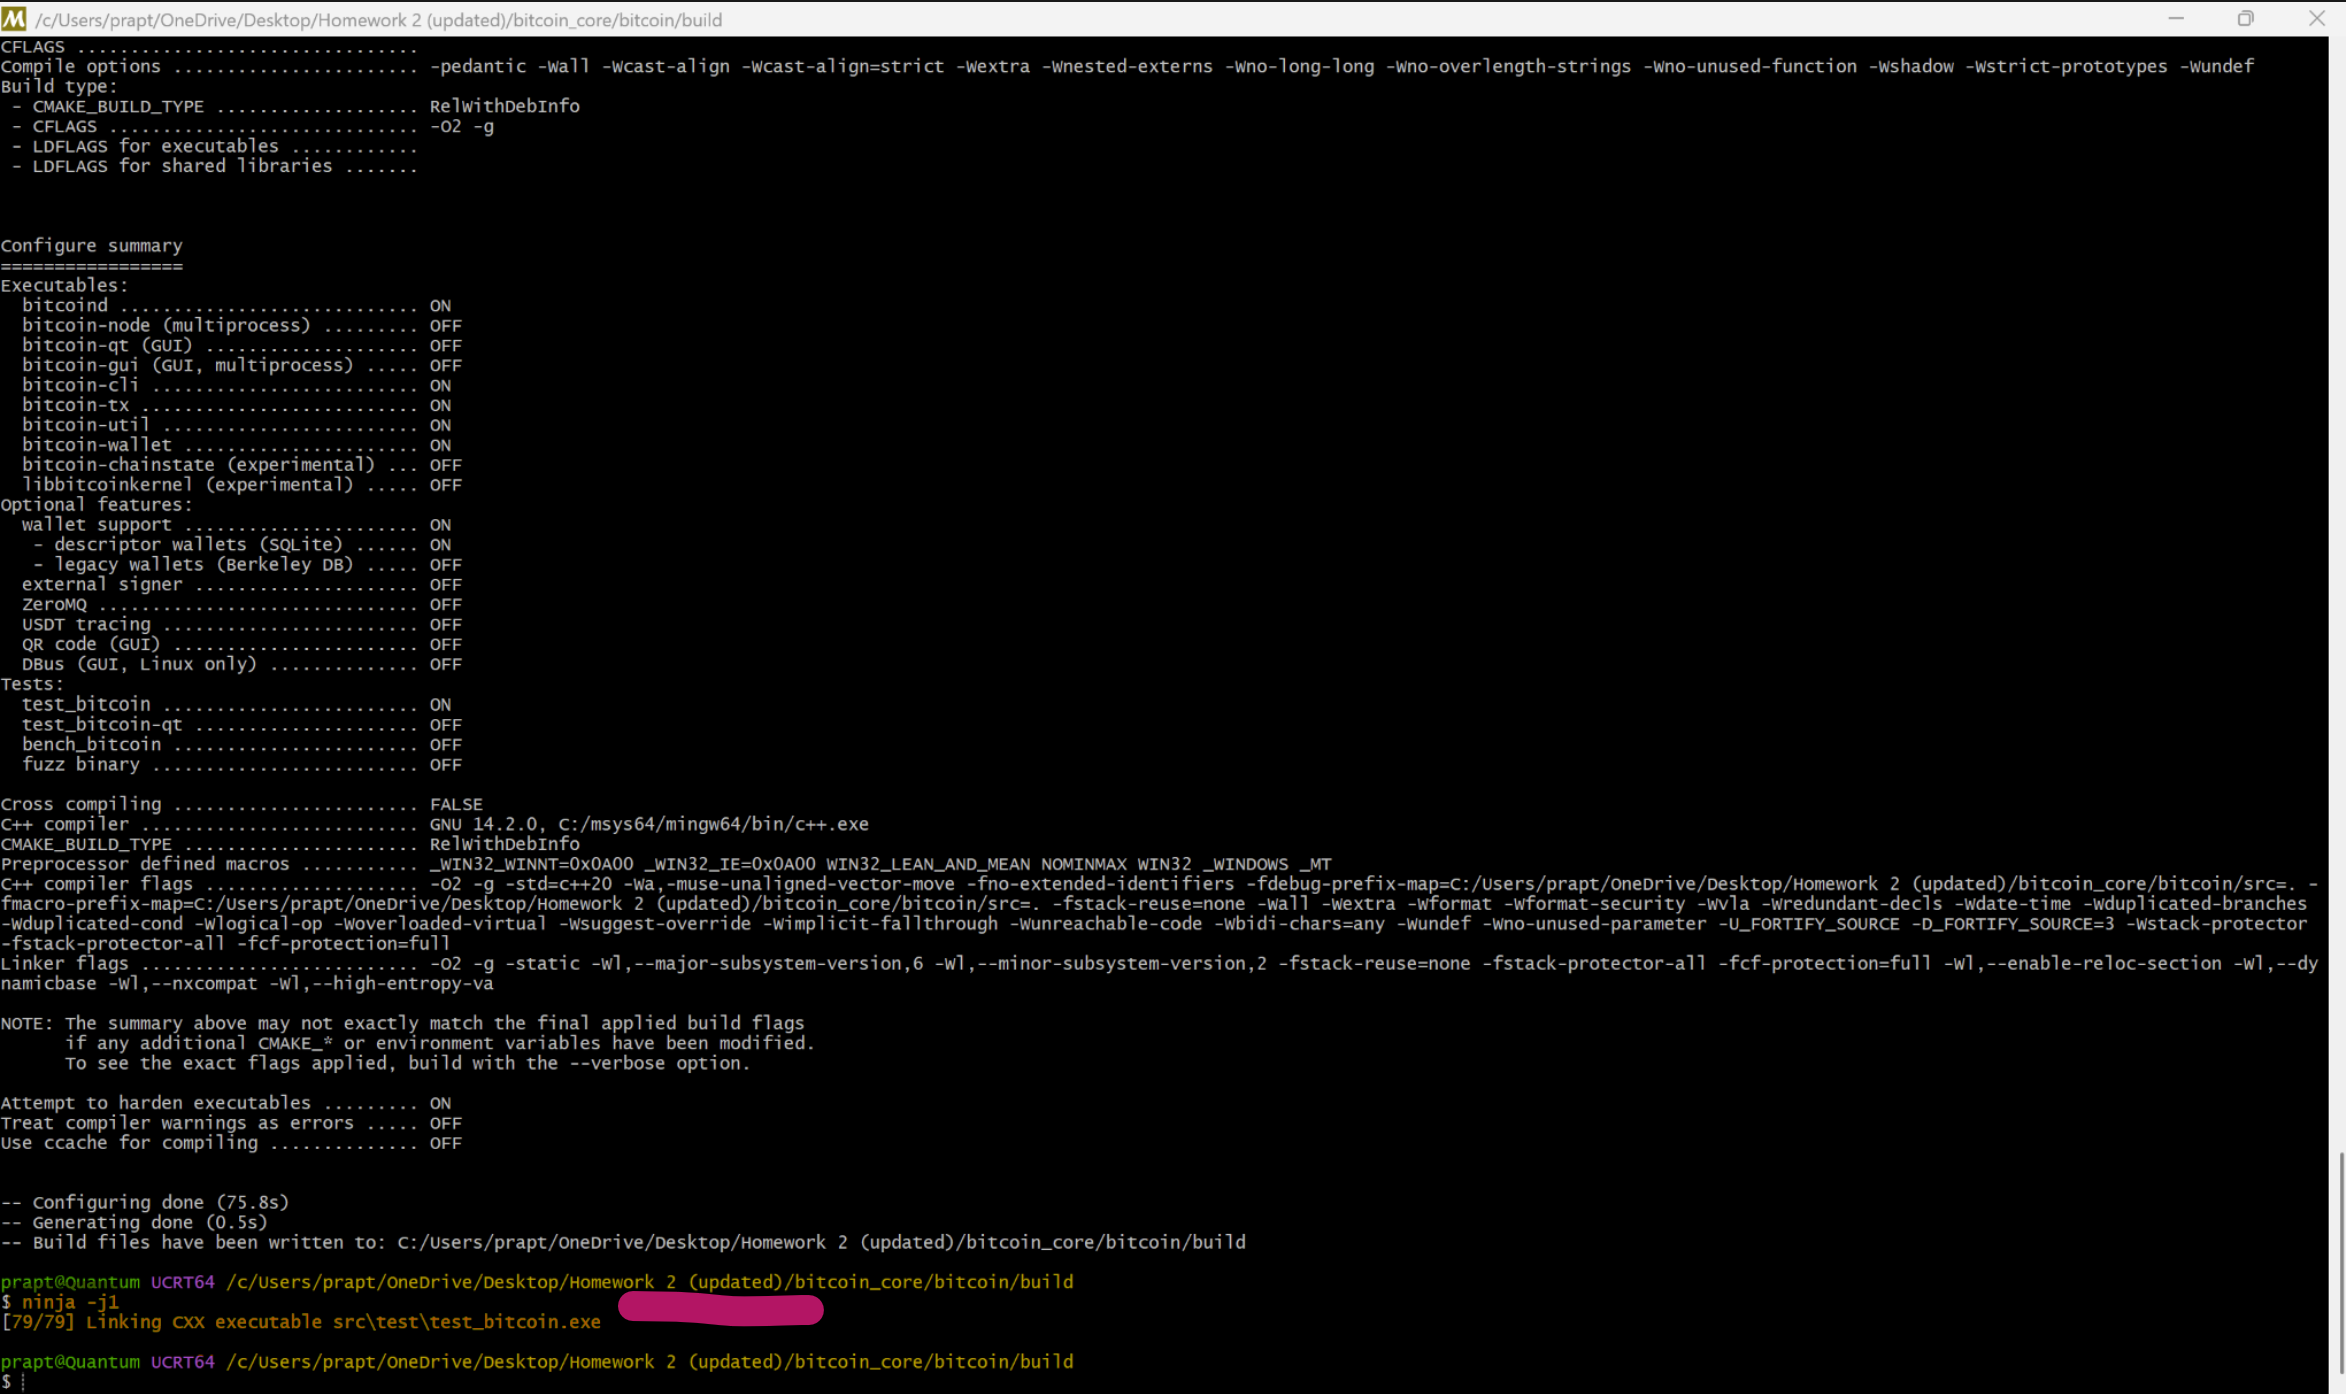 /c/Users/prapt/OneDrive/Desktop/Homework 2 (updated)/bitcoin_core/bitcoin/build
CFLAGS ................................
Compile options ....................... -pedantic -Wall -Wcast-align -Wcast-align=strict -Wextra -Wnested-externs -Wno-long-long -Wno-overlength-strings -Wno-unused-function -Wshadow -Wstrict-prototypes -Wundef
Build type:
 - CMAKE_BUILD_TYPE ................... RelWithDebInfo
 - CFLAGS ............................. -O2 -g
 - LDFLAGS for executables ............
 - LDFLAGS for shared libraries .......
Configure summary
=================
Executables:
  bitcoind ............................ ON
  bitcoin-node (multiprocess) ......... OFF
  bitcoin-qt (GUI) .................... OFF
  bitcoin-gui (GUI, multiprocess) ..... OFF
  bitcoin-cli ......................... ON
  bitcoin-tx .......................... ON
  bitcoin-util ........................ ON
  bitcoin-wallet ...................... ON
  bitcoin-chainstate (experimental) ... OFF
  libbitcoinkernel (experimental) ..... OFF
Optional features:
  wallet support ...................... ON
   - descriptor wallets (SQLite) ...... ON
   - legacy wallets (Berkeley DB) ..... OFF
  external signer ..................... OFF
  ZeroMQ .............................. OFF
  USDT tracing ........................ OFF
  QR code (GUI) ....................... OFF
  DBus (GUI, Linux only) .............. OFF
Tests:
  test_bitcoin ........................ ON
  test_bitcoin-qt ..................... OFF
  bench_bitcoin ....................... OFF
  fuzz binary ......................... OFF
Cross compiling ....................... FALSE
C++ compiler .......................... GNU 14.2.0, C:/msys64/mingw64/bin/c++.exe
CMAKE_BUILD_TYPE ...................... RelWithDebInfo
Preprocessor defined macros ........... _WIN32_WINNT=0x0A00 _WIN32_IE=0x0A00 WIN32_LEAN_AND_MEAN NOMINMAX WIN32 _WINDOWS _MT
C++ compiler flags .................... -O2 -g -std=c++20 -Wa,-muse-unaligned-vector-move -fno-extended-identifiers -fdebug-prefix-map=C:/Users/prapt/OneDrive/Desktop/Homework 2 (updated)/bitcoin_core/bitcoin/src=. -
fmacro-prefix-map=C:/Users/prapt/OneDrive/Desktop/Homework 2 (updated)/bitcoin_core/bitcoin/src=. -fstack-reuse=none -Wall -Wextra -Wformat -Wformat-security -Wvla -Wredundant-decls -Wdate-time -Wduplicated-branches
-Wduplicated-cond -Wlogical-op -Woverloaded-virtual -Wsuggest-override -Wimplicit-fallthrough -Wunreachable-code -Wbidi-chars=any -Wundef -Wno-unused-parameter -U_FORTIFY_SOURCE -D_FORTIFY_SOURCE=3 -Wstack-protector
-fstack-protector-all -fcf-protection=full
Linker flags .......................... -O2 -g -static -Wl,--major-subsystem-version,6 -Wl,--minor-subsystem-version,2 -fstack-reuse=none -fstack-protector-all -fcf-protection=full -Wl,--enable-reloc-section -Wl,--dy
namicbase -Wl,--nxcompat -Wl,--high-entropy-va
NOTE: The summary above may not exactly match the final applied build flags
      if any additional CMAKE_* or environment variables have been modified.
      To see the exact flags applied, build with the --verbose option.
Attempt to harden executables ......... ON
Treat compiler warnings as errors ..... OFF
Use ccache for compiling .............. OFF
-- Configuring done (75.8s)
-- Generating done (0.5s)
-- Build files have been written to: C:/Users/prapt/OneDrive/Desktop/Homework 2 (updated)/bitcoin_core/bitcoin/build
prapt@Quantum UCRT64 /c/Users/prapt/OneDrive/Desktop/Homework 2 (updated)/bitcoin_core/bitcoin/build
$ ninja -j1
[79/79] Linking CXX executable src\test\test_bitcoin.exe
prapt@Quantum UCRT64 /c/Users/prapt/OneDrive/Desktop/Homework 2 (updated)/bitcoin_core/bitcoin/build
$